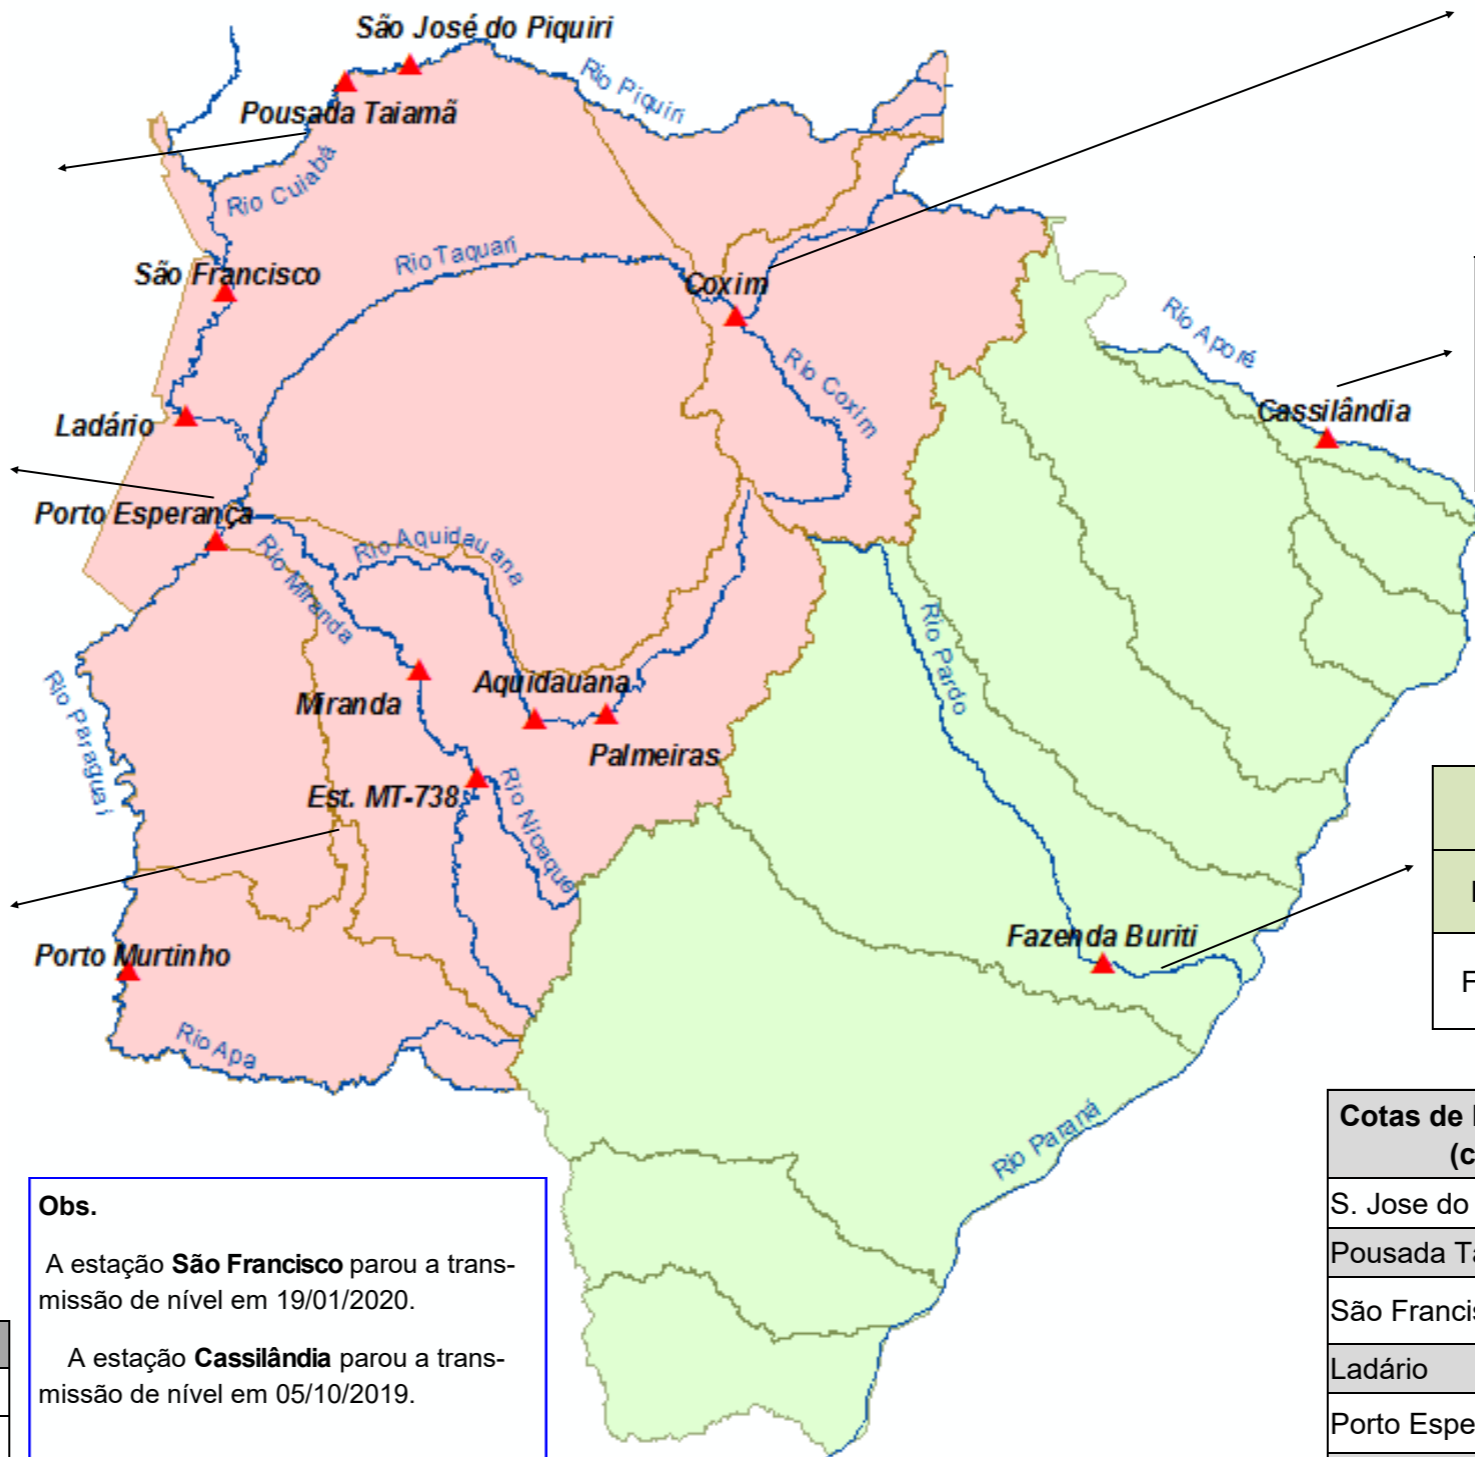 São José do Piquiri
Rio Piquiri
Pousada Taiamã
Rio Cuiabá
Rio Taquari
São Francisco
Coxim
Rio Aporé
Rio Coxim
Cassilândia
Ladário
Porto Esperança
Rio Aquidauana
Rio Miranda
Rio Pardo
Rio Paraguai
Aquidauana
Miranda
Palmeiras
Est. MT-738
Rio Nioaque
Fazenda Buriti
Porto Murtinho
Rio Apa
Rio Paraná
Obs.
A estação São Francisco parou a trans-
missão de nível em 19/01/2020.
A estação Cassilândia parou a trans-
missão de nível em 05/10/2019.
F
Cotas de
(c
S. Jose do
Pousada Ta
São Francis
Ladário
Porto Espe